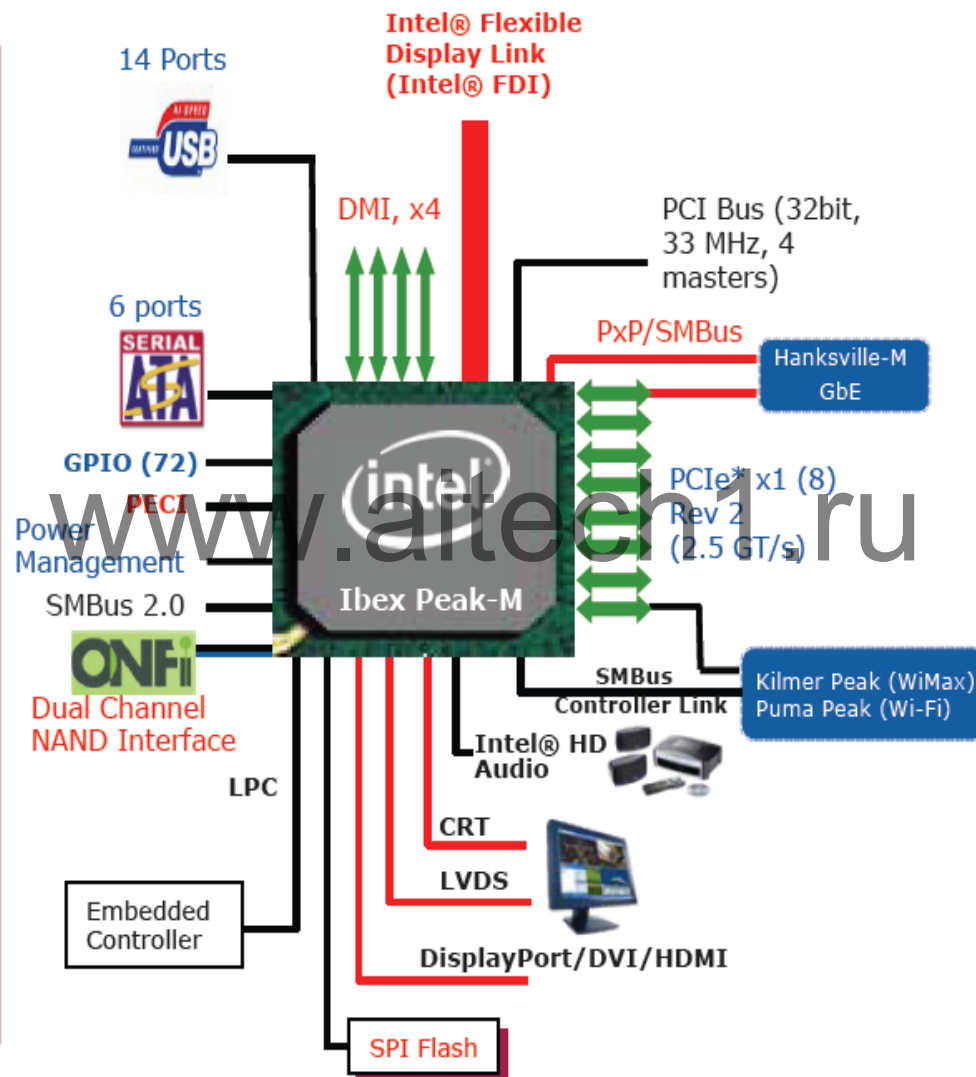 Intel® Flexible
Display Link
(Intel® FDI)
14 Ports
HI-SPEED
CERTIFIED
USB
DMI, x4
PCI Bus (32bit,
33 MHz, 4
masters)
6 ports
SERIAL
ATA
PxP/SMBus
Hanksville-M
GbE
GPIO (72)
PECI
Power
Management
SMBus 2.0
intel®
Ibex Peak-M
PCIe* x1 (8)
Rev 2
(2.5 GT/s)
www.aitech1.ru
ONFi
Dual Channel
NAND Interface
SMBus
Controller Link
Kilmer Peak (WiMax)
Puma Peak (Wi-Fi)
Intel® HD
Audio
LPC
CRT
LVDS
Embedded
Controller
DisplayPort/DVI/HDMI
SPI Flash